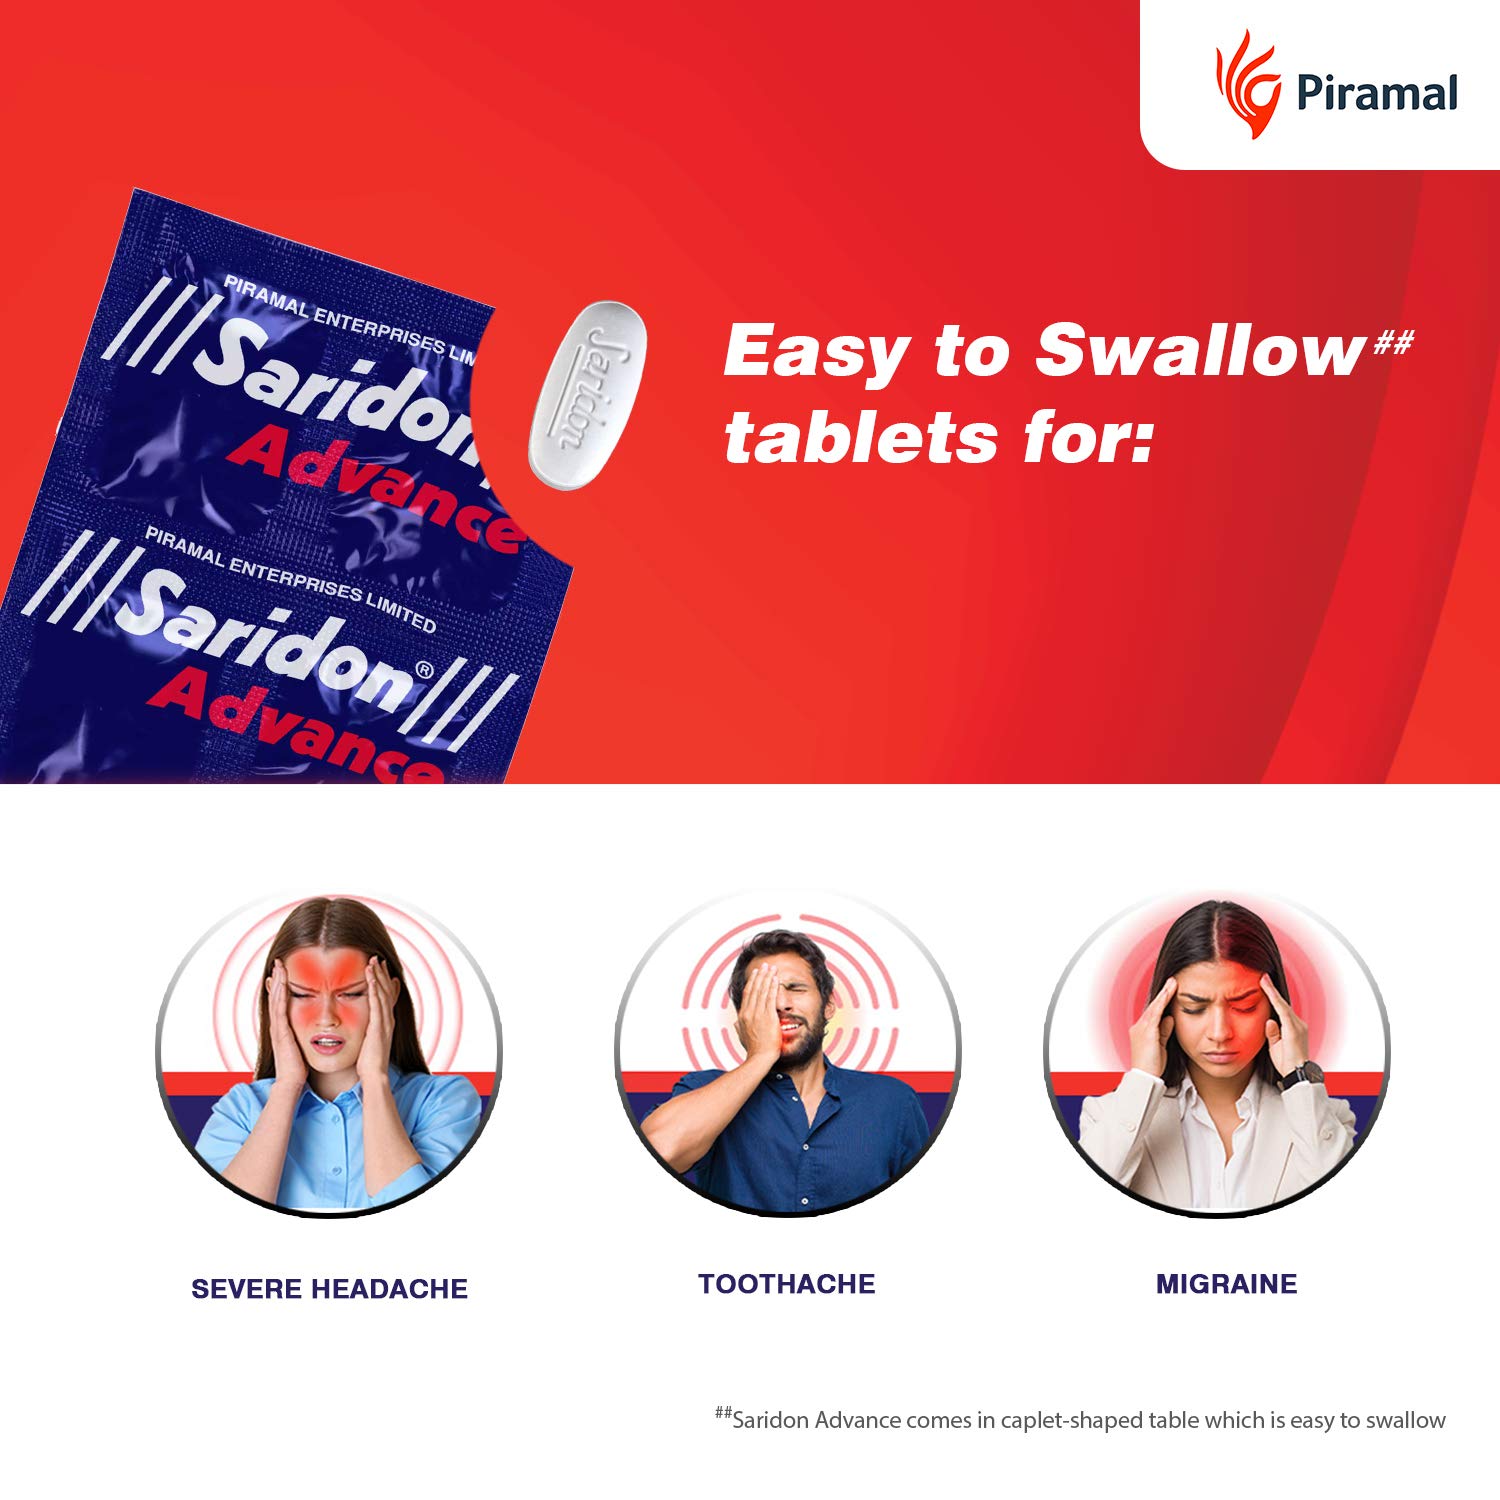 Piramal
PIRAMAL ENTERPRISES LIM
Saridon
Advance
Saridon
Easy to Swallow##
tablets for:
PIRAMAL ENTERPRISES LIMITED
Saridon®
Advance
SEVERE HEADACHE
TOOTHACHE
MIGRAINE
##Saridon Advance comes in caplet-shaped table which is easy to swallow